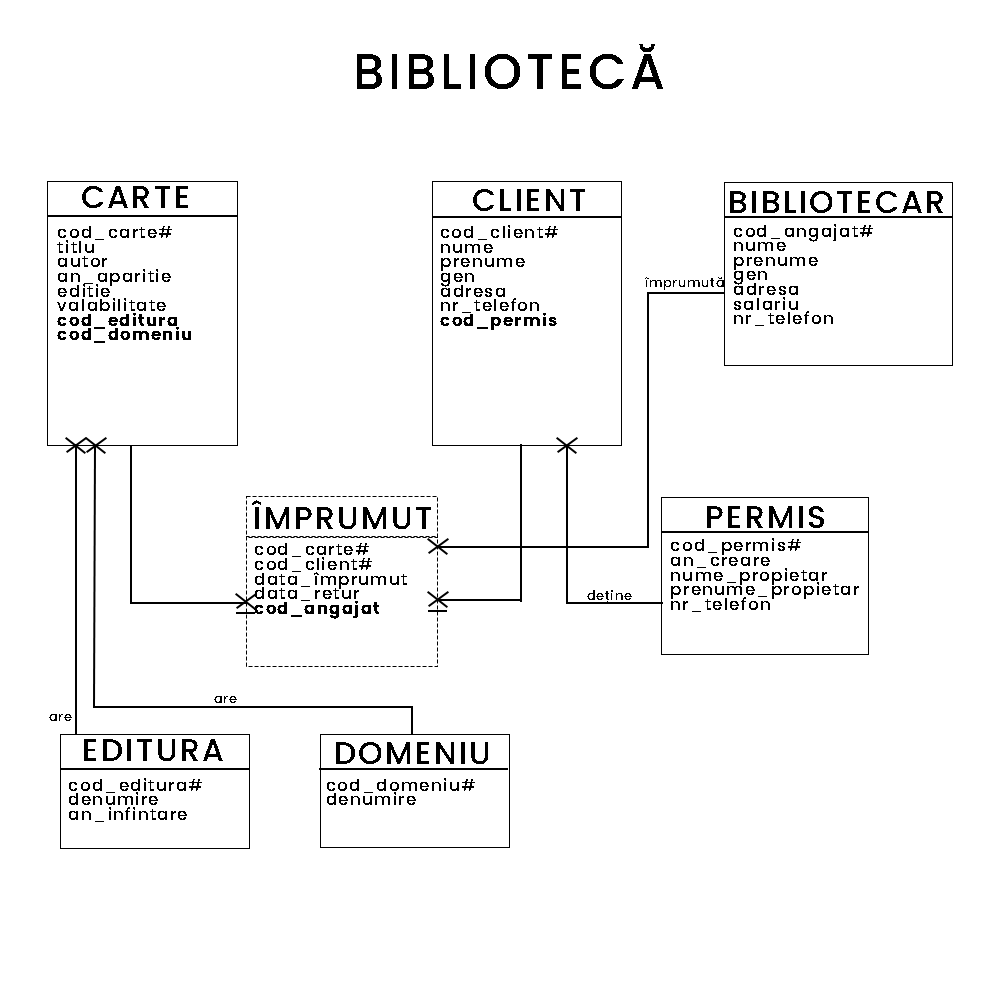 BIBLIOTECĂ
CARTE
cod_carte#
titlu
autor
an_aparitie
editie
valabilitate
cod_editura
cod_domeniu
CLIENT
cod_client#
nume
prenume
gen
adresa
nr_telefon
cod_permis
BIBLIOTECAR
cod_angajat#
nume
prenume
gen
adresa
salariu
nr_telefon
împrumută
ÎMPRUMUT
cod_carte#
cod_client#
data_împrumut
data_retur
cod_angajat
PERMIS
cod_permis#
an_creare
nume_propietar
prenume_propietar
nr_telefon
detine
are
are
EDITURA
cod_editura#
denumire
an_infintare
DOMENIU
cod_domeniu#
denumire